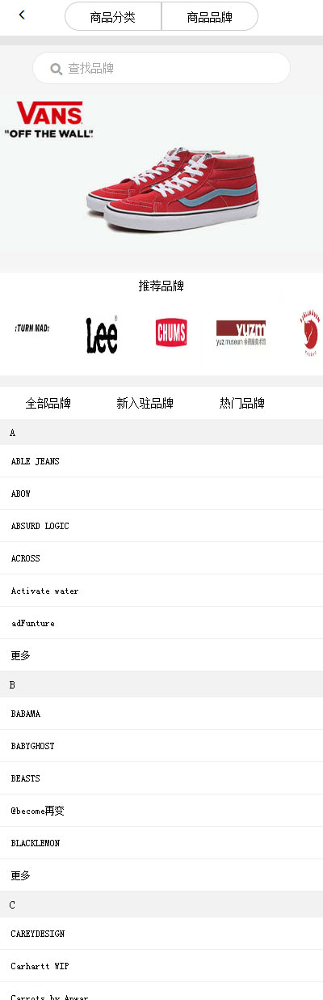 商品分类 商品品牌
查找品牌
VANS
"OFF THE WALL"
推荐品牌
:TURN MAD: Lee® CHUMS yuzm FJÄLLRÄVEN
yuz museum 余德耀美术馆
全部品牌 新入驻品牌 热门品牌
A
ABLE JEANS
ABOW
ABSURD LOGIC
ACROSS
Activate water
adFunture
更多
B
BABAMA
BABYGHOST
BEASTS
@become再变
BLACKLEMON
更多
C
CAREYDESIGN
Carhartt WIP
Carrots by Anwar